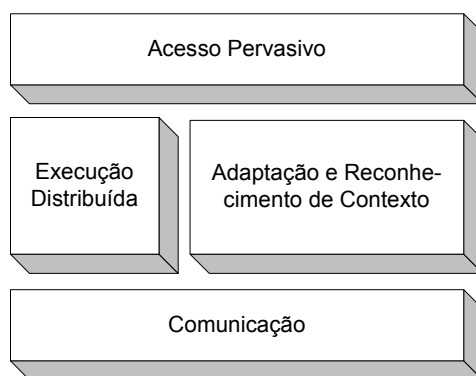 Acesso Pervasivo
Execução
Distribuída
Adaptação e Reconhe-
cimento de Contexto
Comunicação